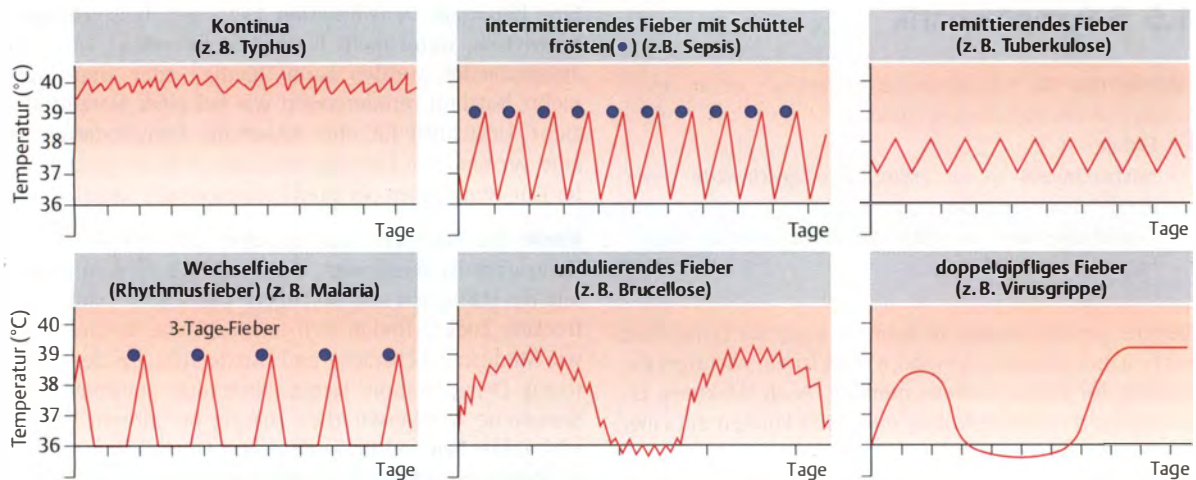 Kontinua
(z. B. Typhus)
intermittierendes Fieber mit Schüttel
frösten(●) (z.B. Sepsis)
remittierendes Fieber
(z. B. Tuberkulose)
Temperatur (°C)
40
39
38
37
36
Tage
Tage
Tage
Wechselfieber
(Rhythmusfieber) (z. B. Malaria)
undulierendes Fieber
(z. B. Brucellose)
doppelgipfliges Fieber
(z. B. Virusgrippe)
Temperatur (°C)
40
39
38
37
36
3-Tage-Fieber
Tage
Tage
Tage